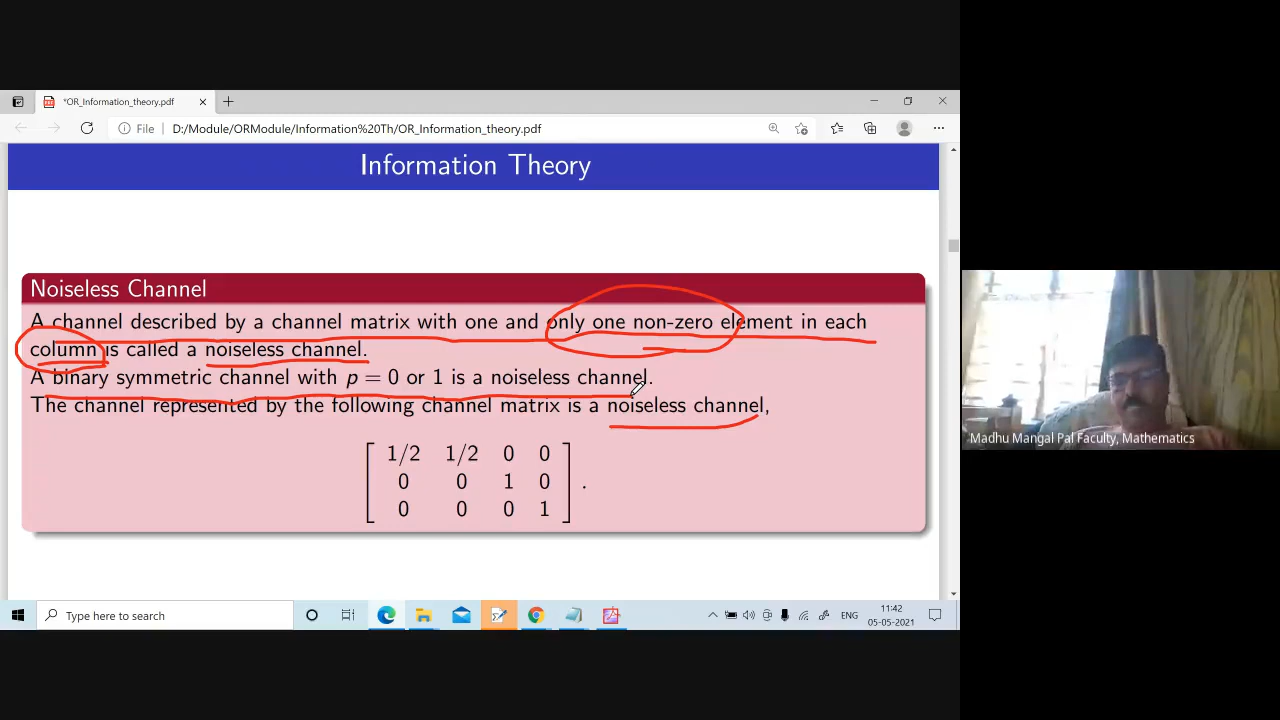 *OR_Information_theory.pdf
File D:/Module/ORModule/Information%20Th/OR_Information_theory.pdf
Information Theory
Noiseless Channel
A channel described by a channel matrix with one and only one non-zero element in each
column is called a noiseless channel.
A binary symmetric channel with p = 0 or 1 is a noiseless channel.
The channel represented by the following channel matrix is a noiseless channel,
1/2 1/2 0 0
0 0 1 0
0 0 0 1 .
Madhu Mangal Pal Faculty, Mathematics
Type here to search
ENG
11:42
05-05-2021